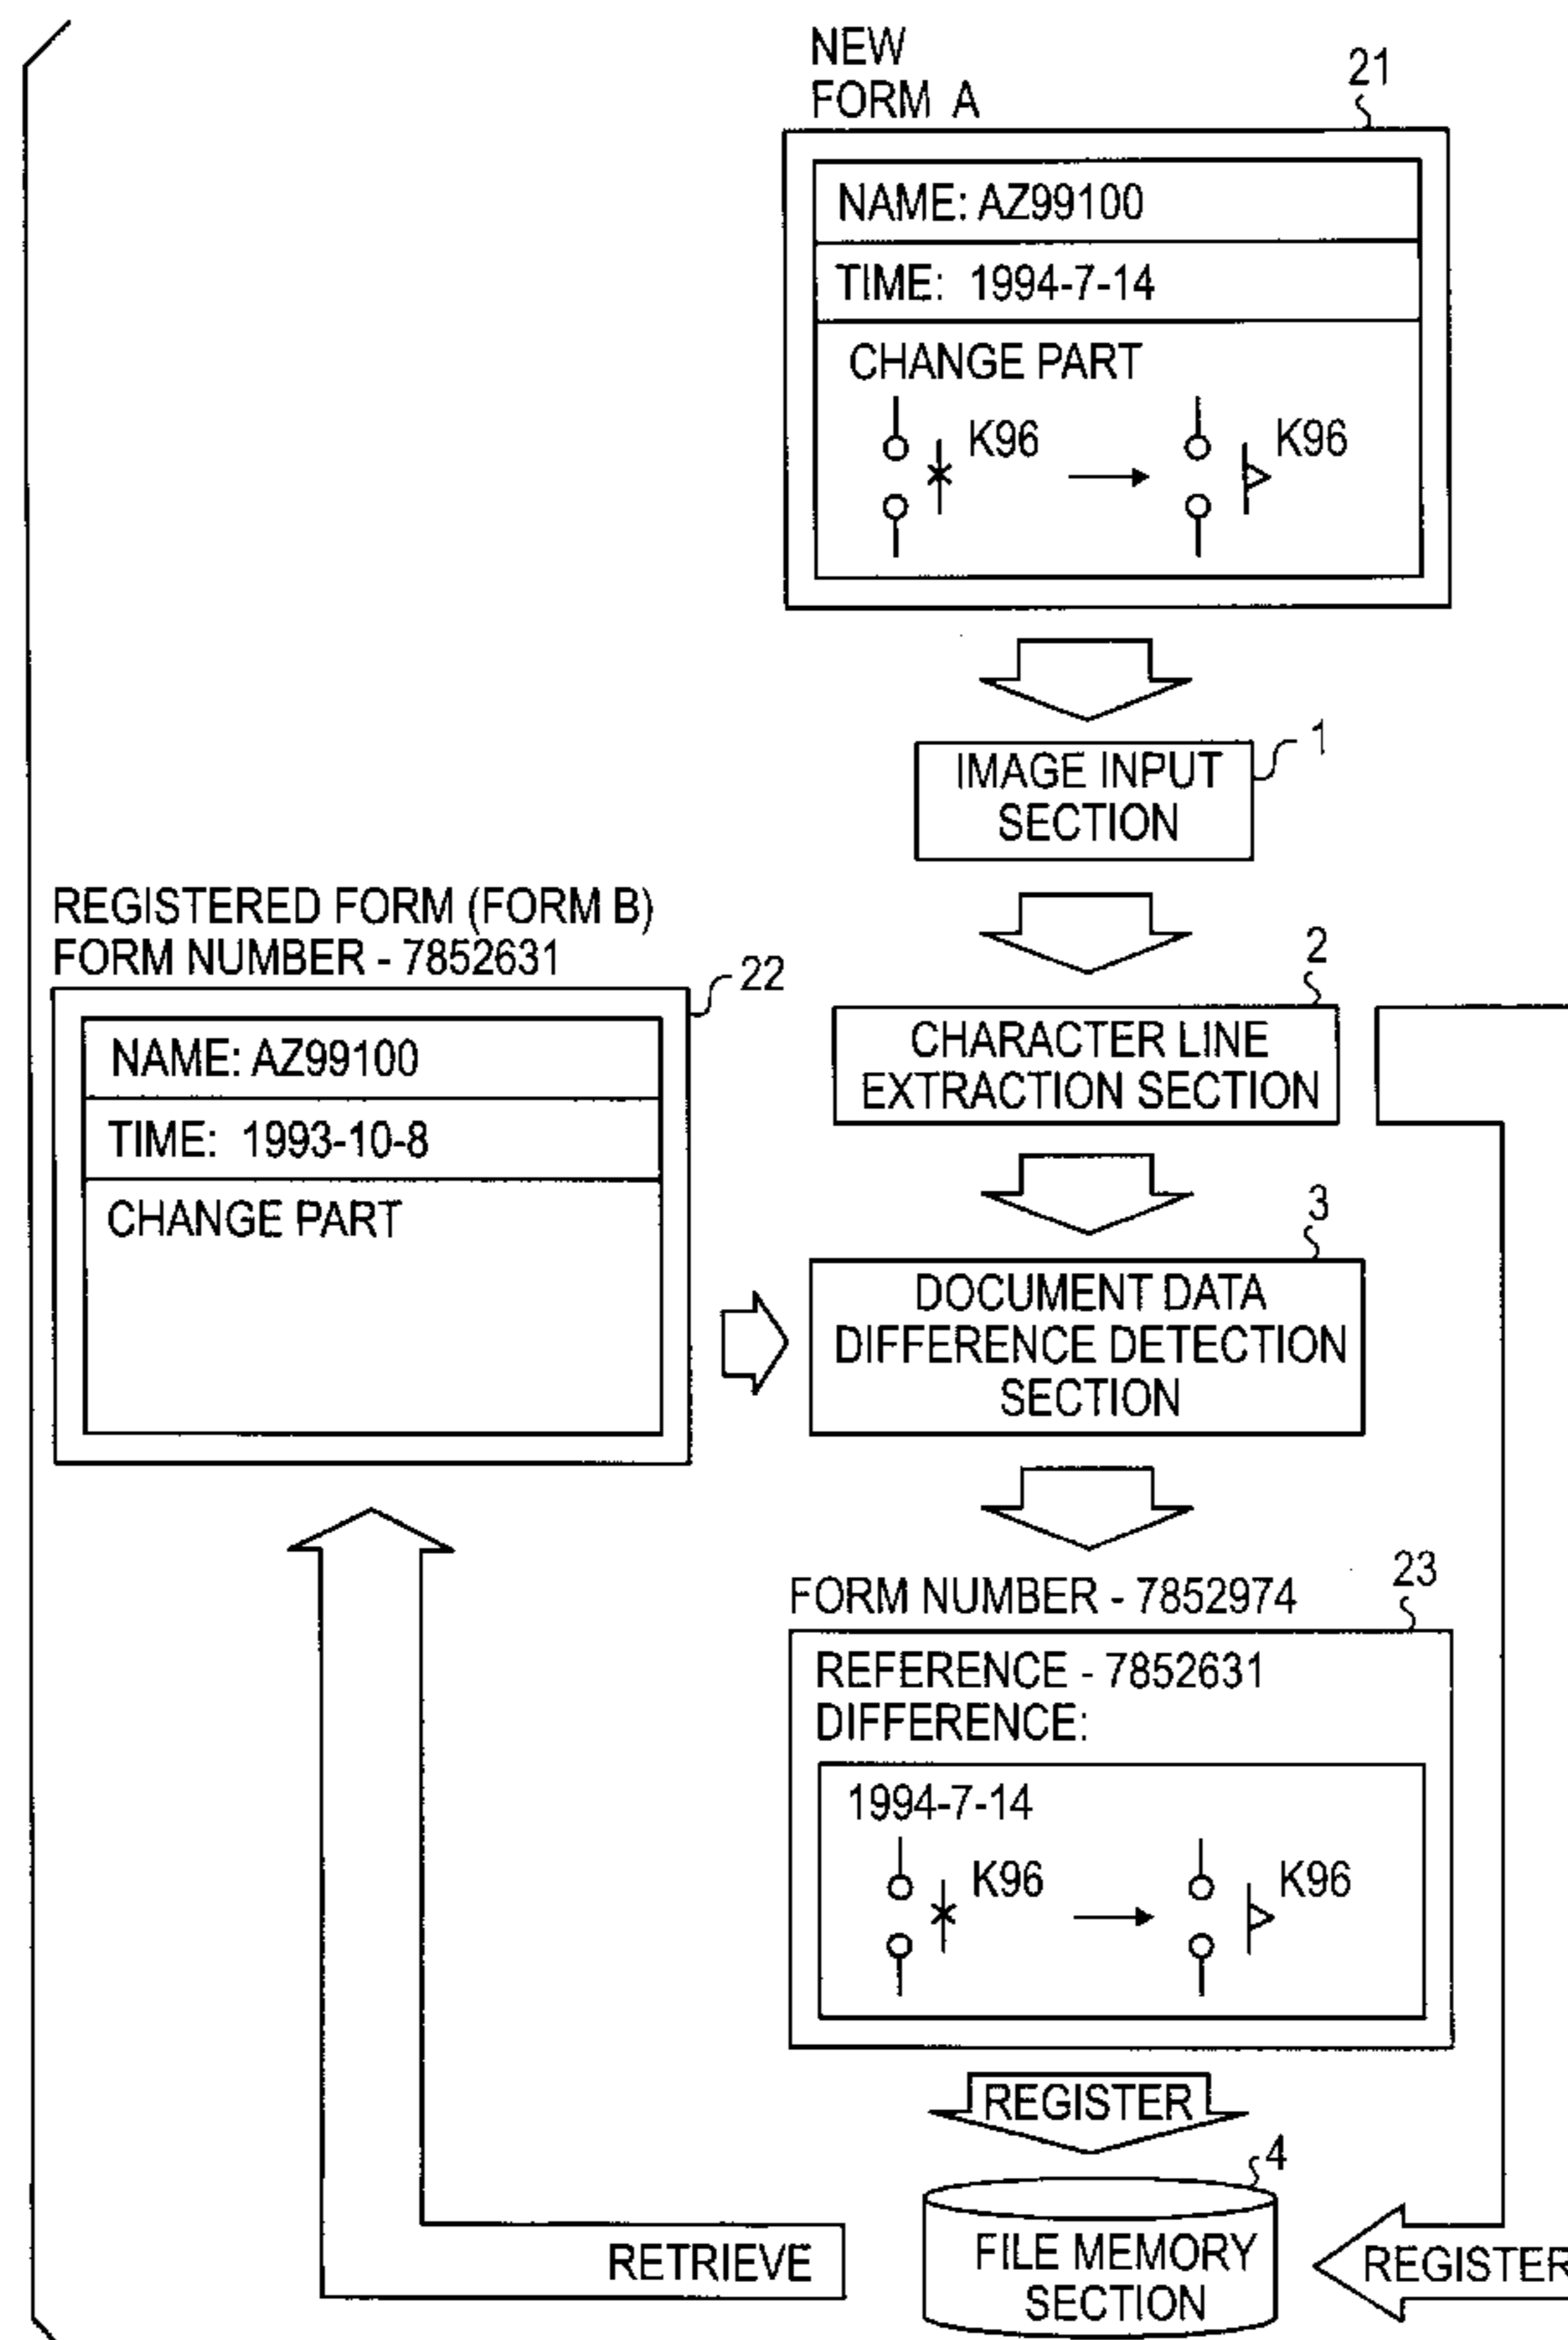 NEW
FORM A
21
NAME: AZ99100
TIME: 1994-7-14
CHANGE PART
K96
K96
1
IMAGE INPUT
SECTION
REGISTERED FORM (FORM B)
FORM NUMBER - 7852631
22
NAME: AZ99100
TIME: 1993-10-8
CHANGE PART
2
CHARACTER LINE
EXTRACTION SECTION
3
DOCUMENT DATA
DIFFERENCE DETECTION
SECTION
FORM NUMBER - 7852974
23
REFERENCE - 7852631
DIFFERENCE:
1994-7-14
K96
K96
REGISTER
4
FILE MEMORY
SECTION
RETRIEVE
REGISTER